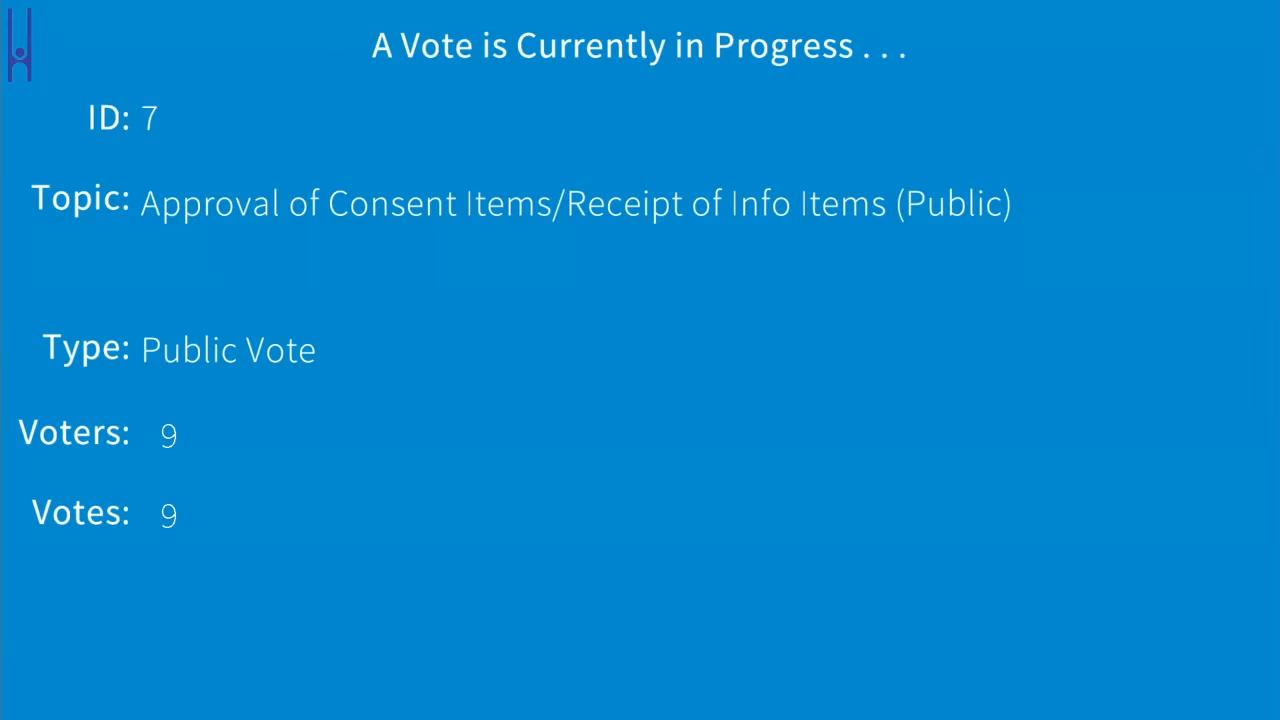 A Vote is Currently in Progress . . .
ID: 7
Topic: Approval of Consent Items/Receipt of Info Items (Public)
Type: Public Vote
Voters: 9
Votes: 9